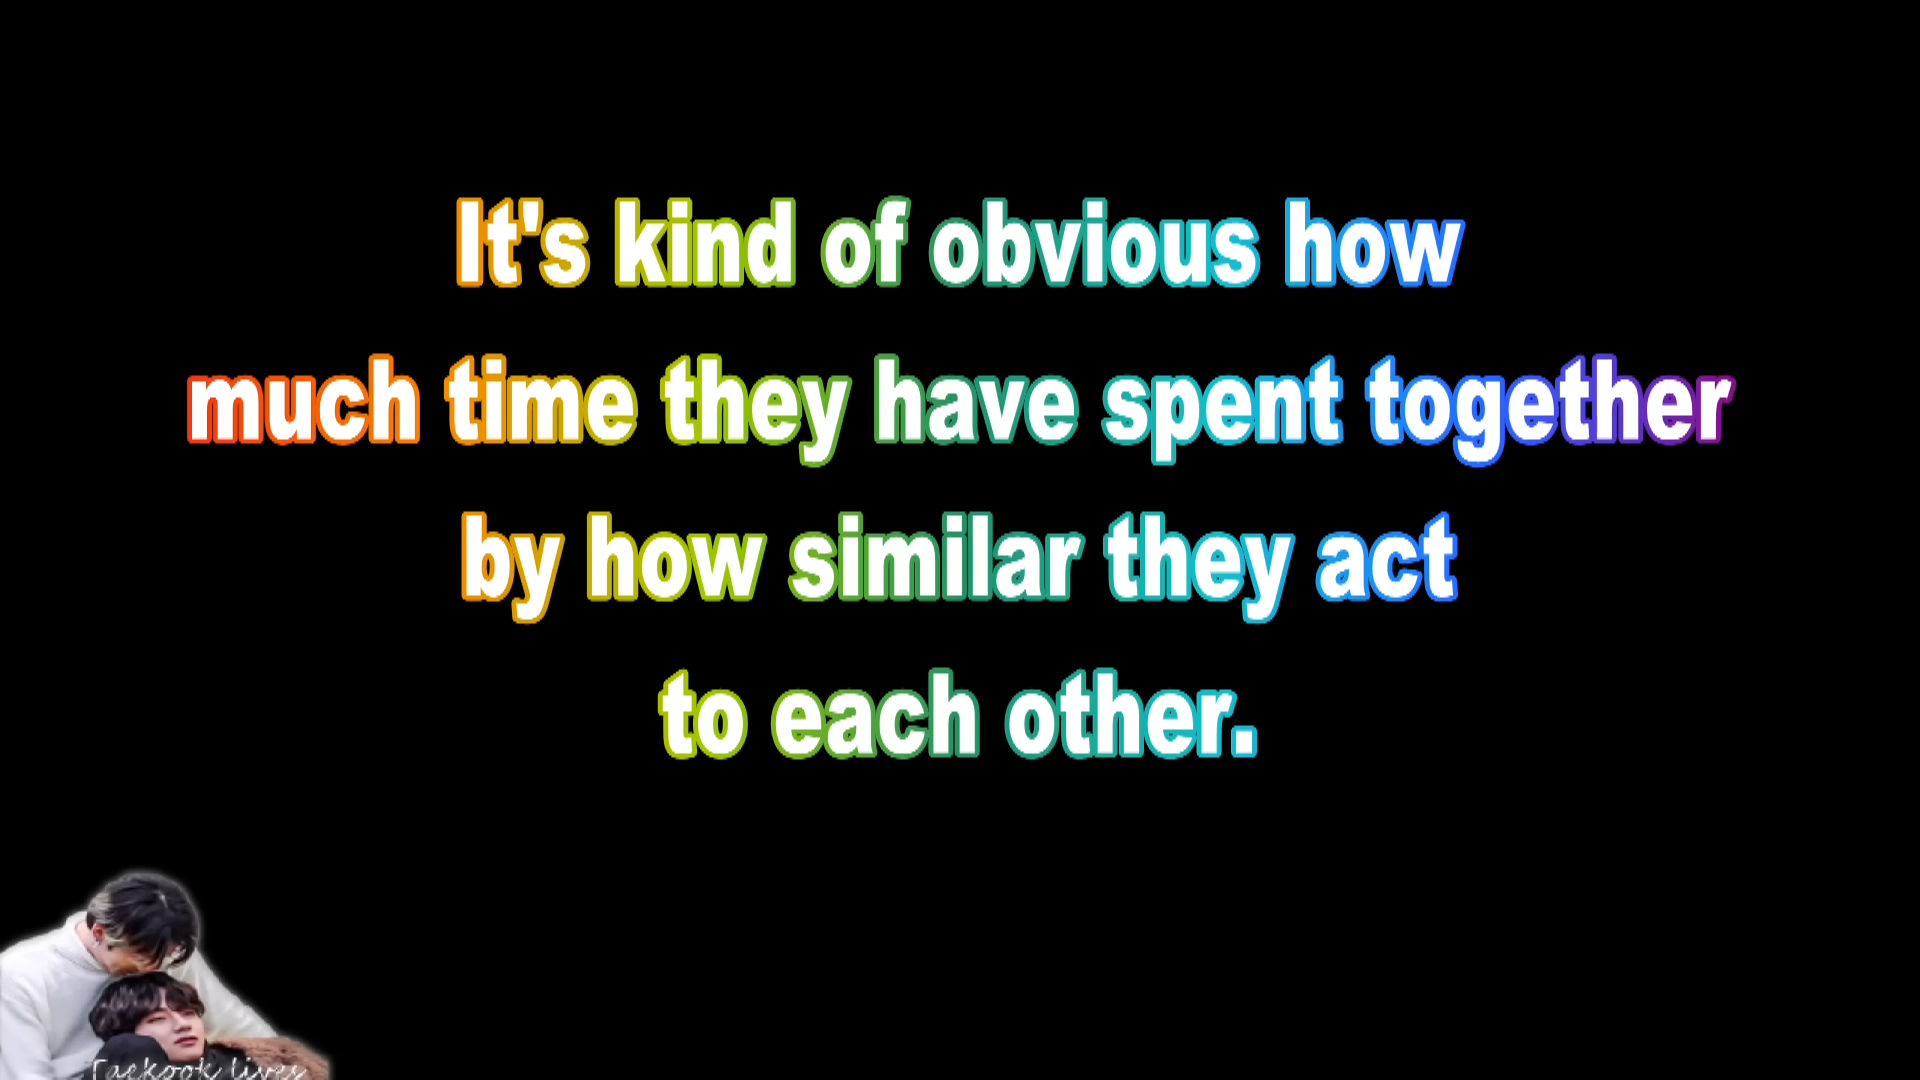 It's kind of obvious how
much time they have spent together
by how similar they act
to each other.
Taekook lives